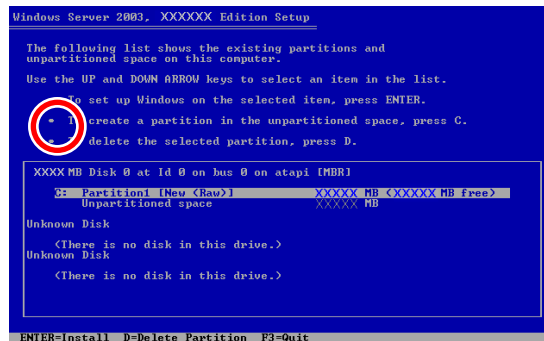 Windows Server 2003, XXXXXX Edition Setup
The following list shows the existing partitions and
unpartitioned space on this computer.
Use the UP and DOWN ARROW keys to select an item in the list.
To set up Windows on the selected item, press ENTER.
• To create a partition in the unpartitioned space, press C.
• delete the selected partition, press D.
XXXX MB Disk 0 at Id 0 on bus 0 on atapi [MBR]
C: Partition1 [New (Raw)] XXXXX MB (XXXXX MB free)
Unpartitioned space XXXXX MB
Unknown Disk
(There is no disk in this drive.)
Unknown Disk
(There is no disk in this drive.)
ENTER=Install D=Delete Partition F3=Quit